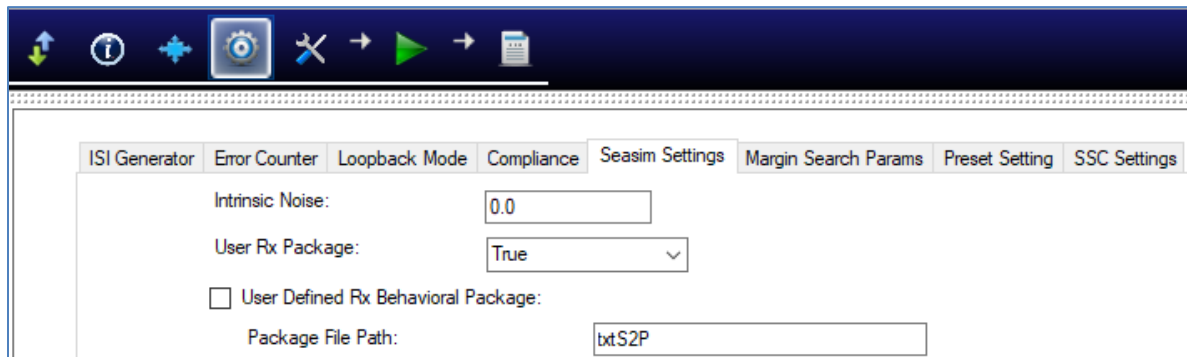 ISI Generator Error Counter Loopback Mode Compliance Seasim Settings Margin Search Params Preset Setting SSC Settings
Intrinsic Noise: 0.0
User Rx Package: True
User Defined Rx Behavioral Package:
Package File Path: txtS2P